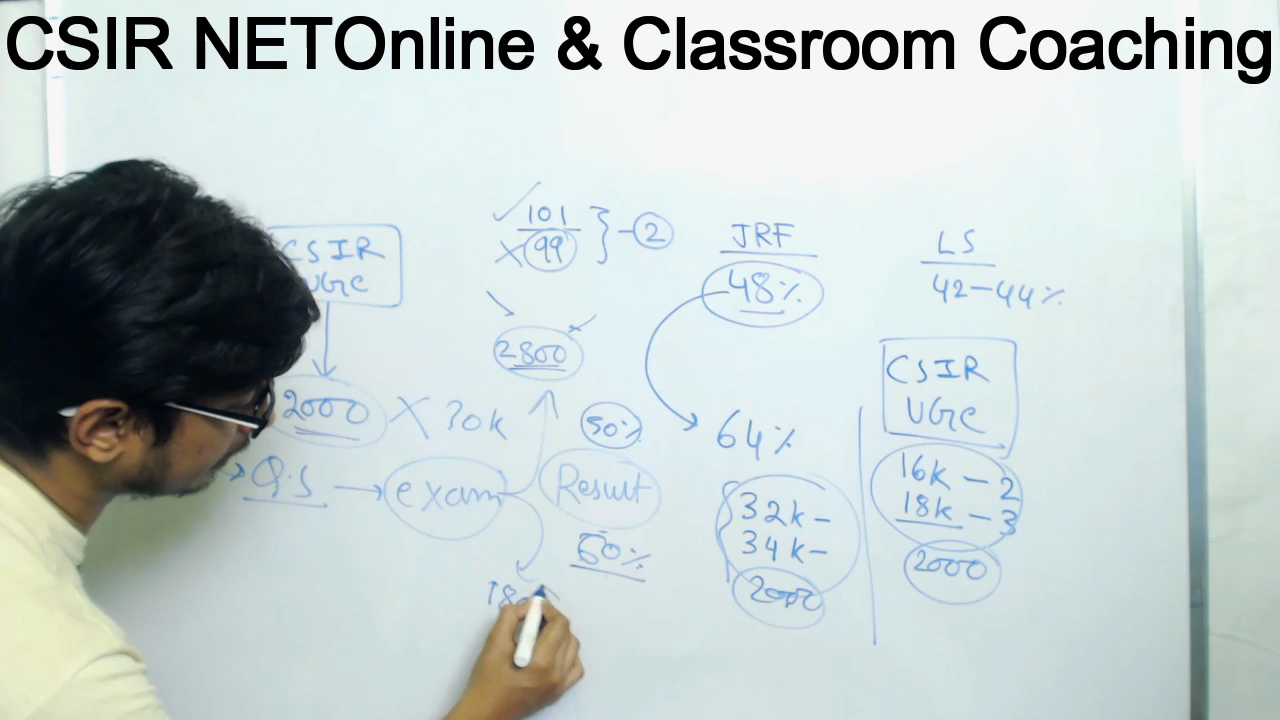 CSIR NETOnline & Classroom Coaching
CSIR
UGC
2000 X 30k
Q.S → exam
✓ 101
X 99 } - 2
2800
50%
Result
50%
JRF
48%
64%
32k -
34k -
2000
LS
42-44%
CSIR
UGC
16k - 2
18k - 3
2000